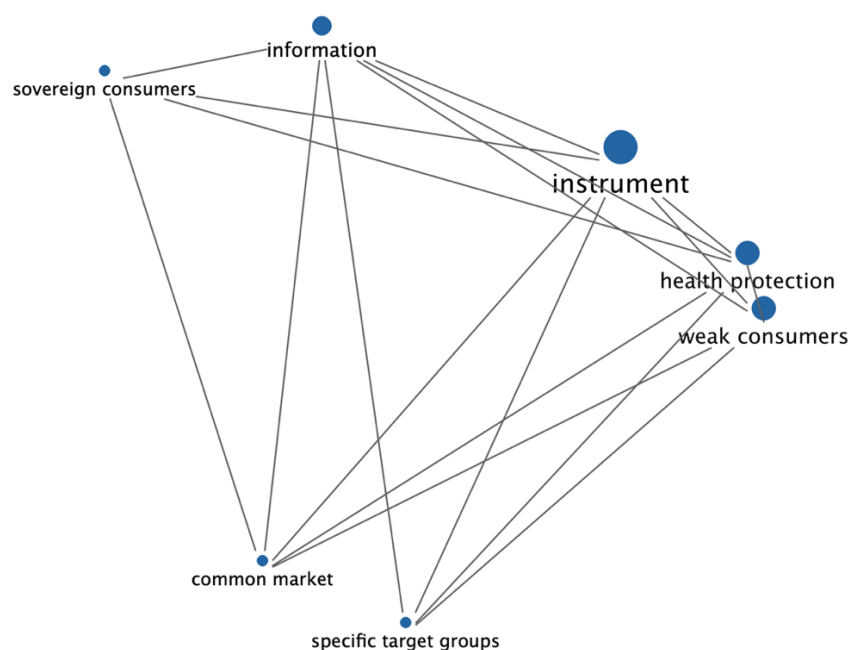 information
sovereign consumers
instrument
health protection
weak consumers
common market
specific target groups